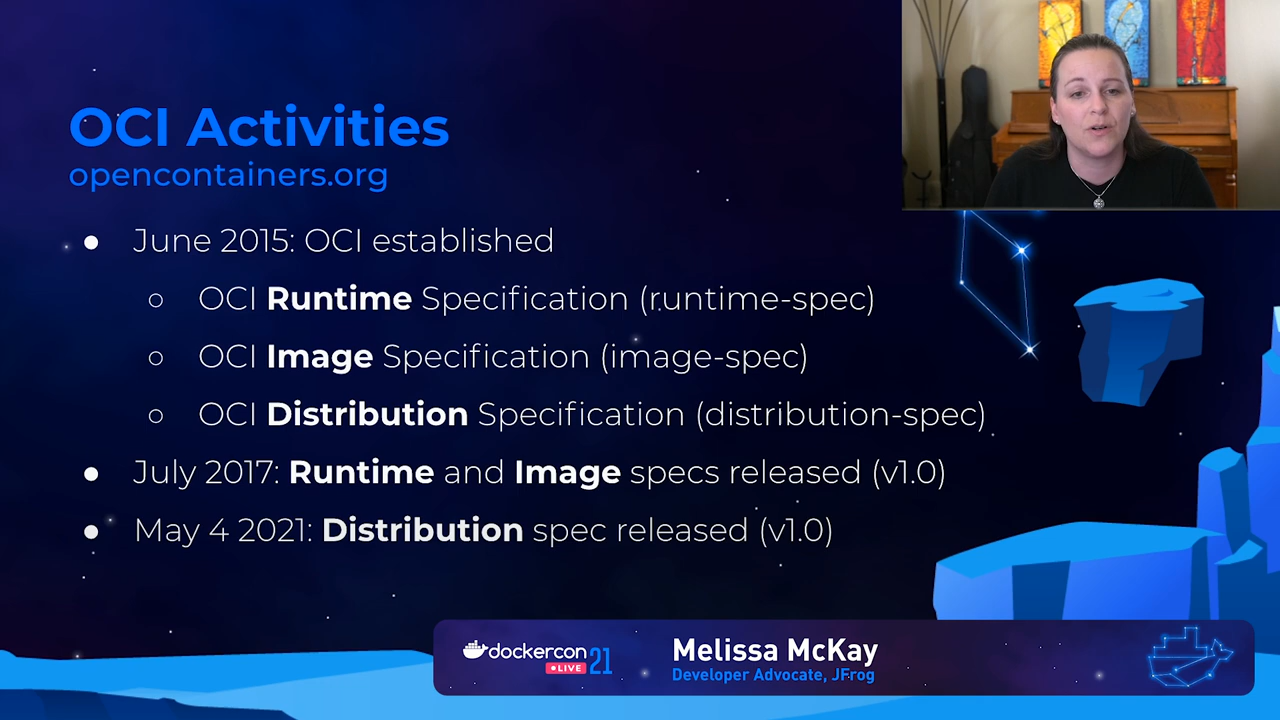 OCI Activities
opencontainers.org
● June 2015: OCI established
○ OCI Runtime Specification (runtime-spec)
○ OCI Image Specification (image-spec)
○ OCI Distribution Specification (distribution-spec)
● July 2017: Runtime and Image specs released (v1.0)
● May 4 2021: Distribution spec released (v1.0)
dockercon
LIVE 21
Melissa McKay
Developer Advocate, JFrog